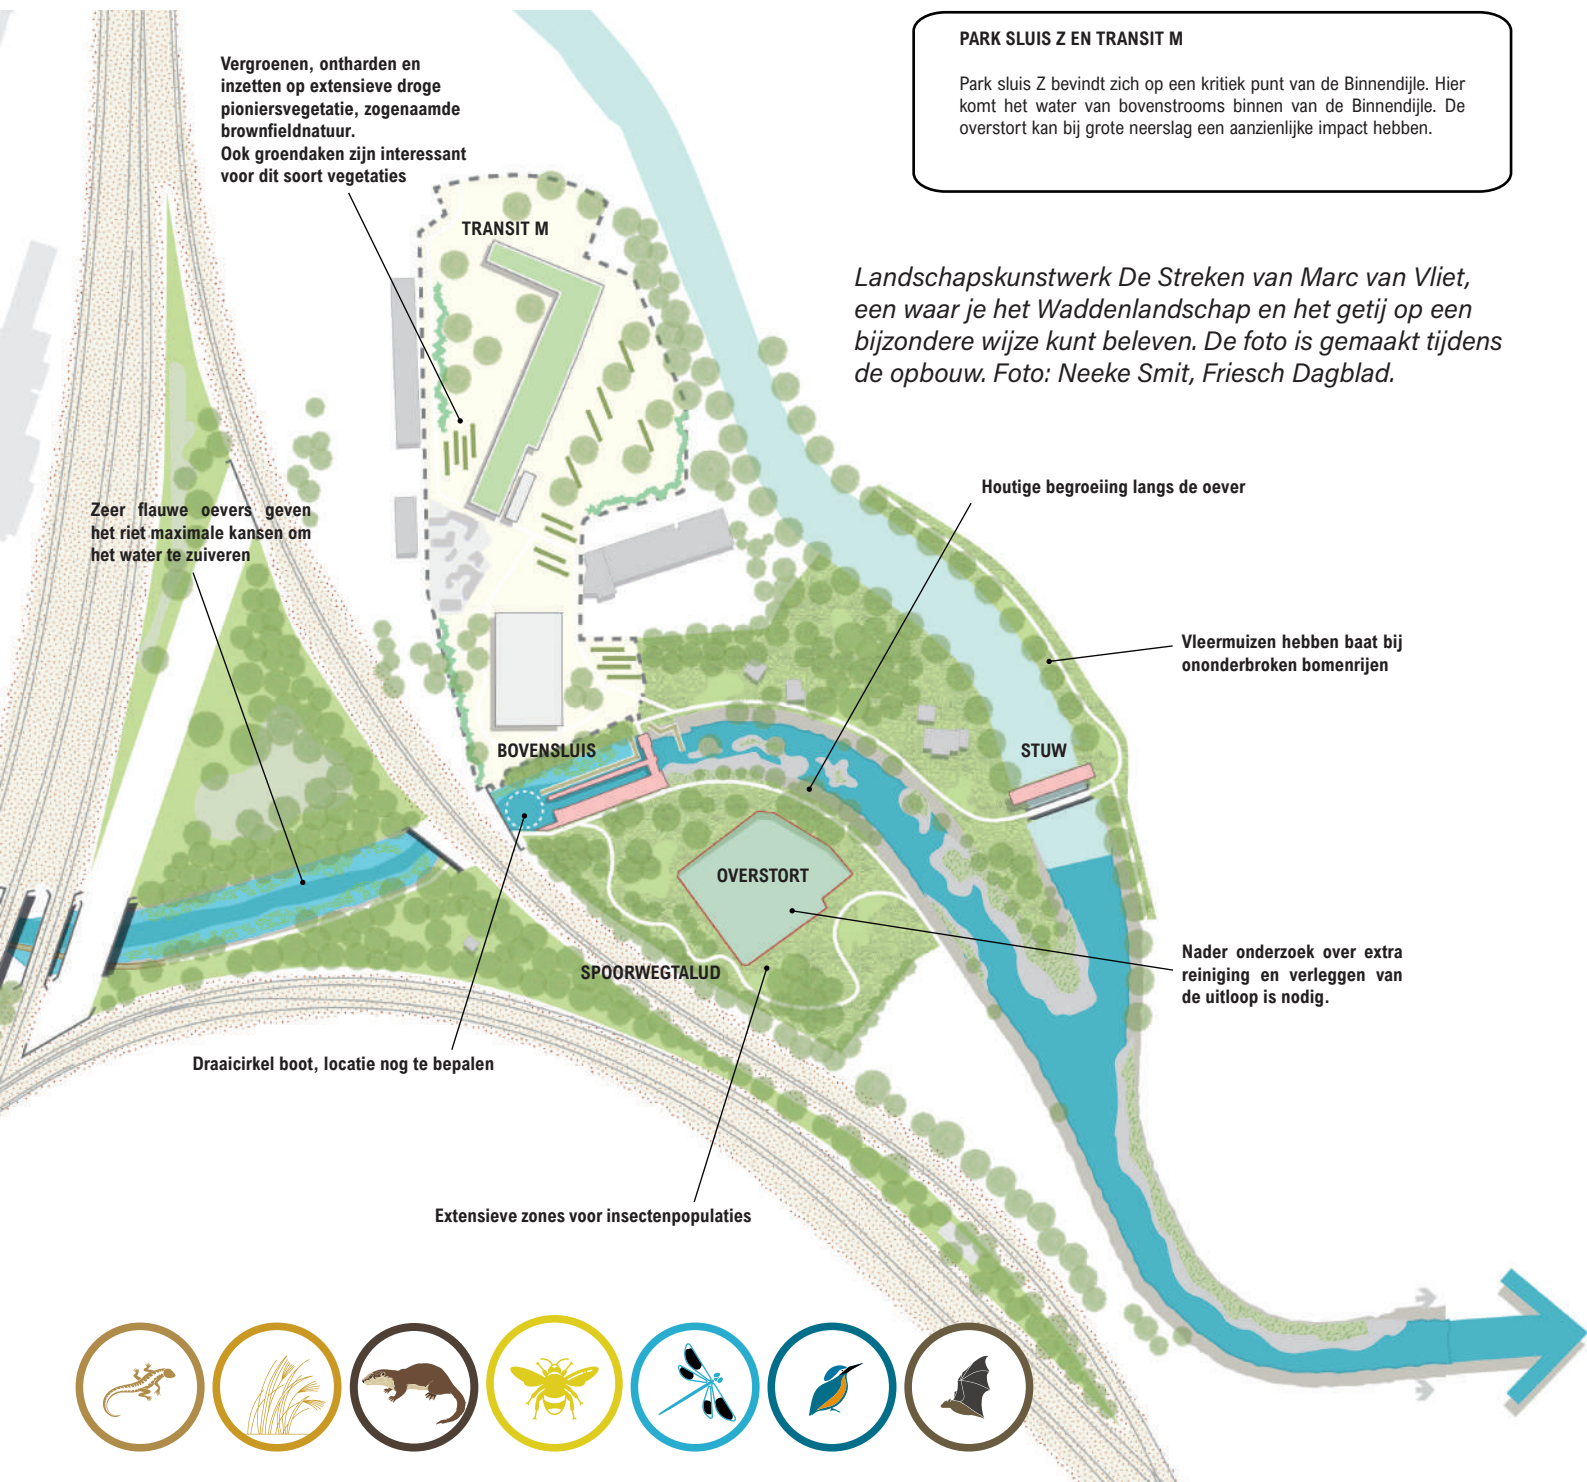 PARK SLUIS Z EN TRANSIT M
Park sluis Z bevindt zich op een kritiek punt van de Binnendijle. Hier
komt het water van bovenstrooms binnen van de Binnendijle. De
overstort kan bij grote neerslag een aanzienlijke impact hebben.
Vergroenen, ontharden en
inzetten op extensieve droge
pioniersvegetatie, zogenaamde
brownfieldnatuur.
Ook groendaken zijn interessant
voor dit soort vegetaties
TRANSIT M
Landschapskunstwerk De Streken van Marc van Vliet,
een waar je het Waddenlandschap en het getij op een
bijzondere wijze kunt beleven. De foto is gemaakt tijdens
de opbouw. Foto: Neeke Smit, Friesch Dagblad.
Houtige begroeiing langs de oever
Zeer flauwe oevers geven
het riet maximale kansen om
het water te zuiveren
Vleermuizen hebben baat bij
ononderbroken bomenrijen
BOVENSLUIS
STUW
OVERSTORT
SPOORWEGTALUD
Nader onderzoek over extra
reiniging en verleggen van
de uitloop is nodig.
Draaicirkel boot, locatie nog te bepalen
Extensieve zones voor insectenpopulaties